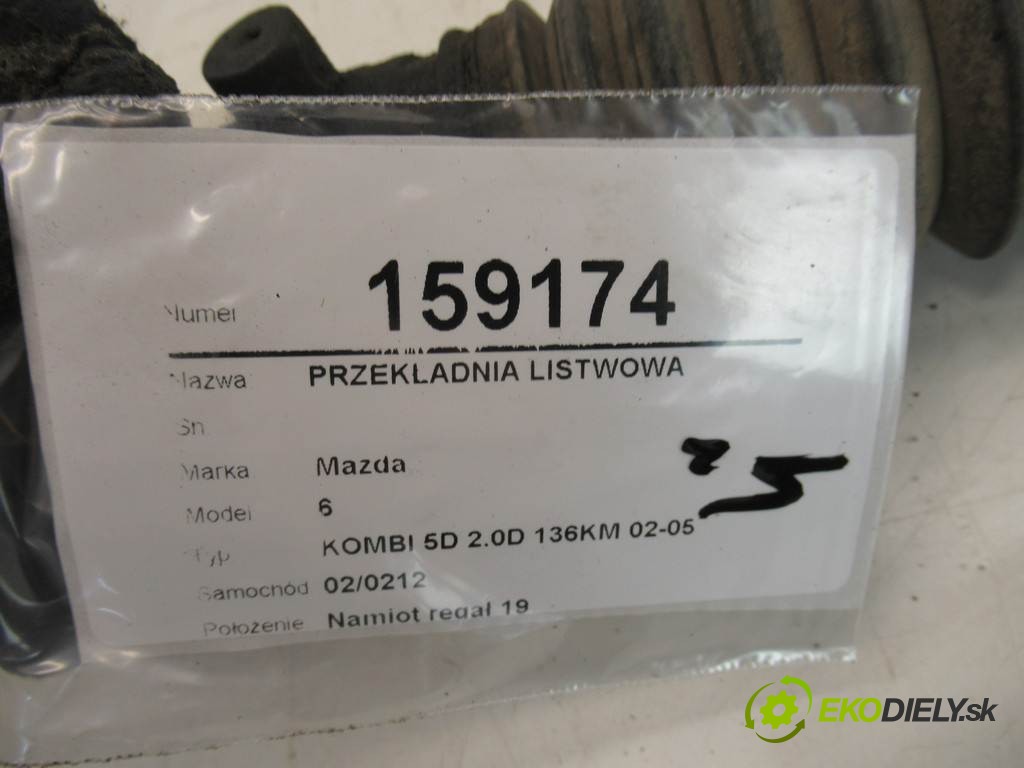 Numer 159174
Nazwa PRZEKŁADNIA LISTWOWA
Sn
Marka Mazda
Model 6
Typ KOMBI 5D 2.0D 136KM 02-05
Samochód 02/0212
Położenie Namiot regał 19
EKODIELY.sk